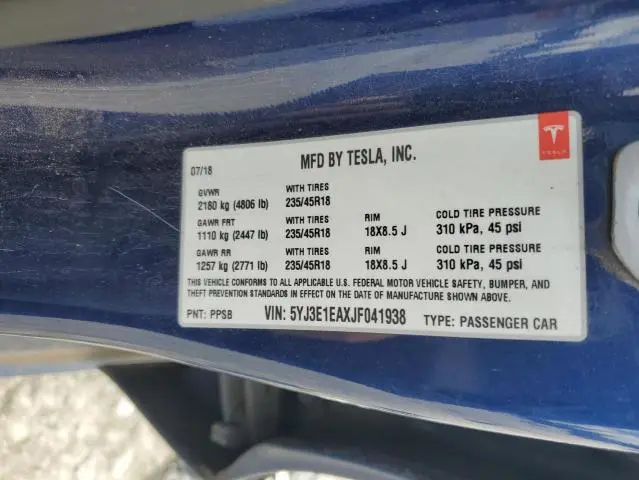 07/18 MFD BY TESLA, INC.
GVWR WITH TIRES
2180 kg (4806 lb) 235/45R18
GAWR FRT WITH TIRES RIM COLD TIRE PRESSURE
1110 kg (2447 lb) 235/45R18 18X8.5 J 310 kPa, 45 psi
GAWR RR WITH TIRES RIM COLD TIRE PRESSURE
1257 kg (2771 lb) 235/45R18 18X8.5 J 310 kPa, 45 psi
THIS VEHICLE CONFORMS TO ALL APPLICABLE U.S. FEDERAL MOTOR VEHICLE SAFETY, BUMPER, AND
THEFT PREVENTION STANDARDS IN EFFECT ON THE DATE OF MANUFACTURE SHOWN ABOVE.
PNT: PPSB VIN: 5YJ3E1EAXJF041938 TYPE: PASSENGER CAR